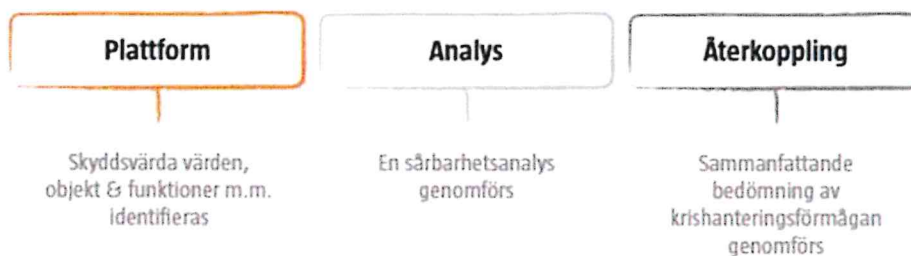 Plattform
Analys
Återkoppling
Skyddsvärda värden,
objekt & funktioner m.m.
identifieras
En sårbarhetsanalys
genomförs
Sammanfattande
bedömning av
krishanteringsförmågan
genomförs